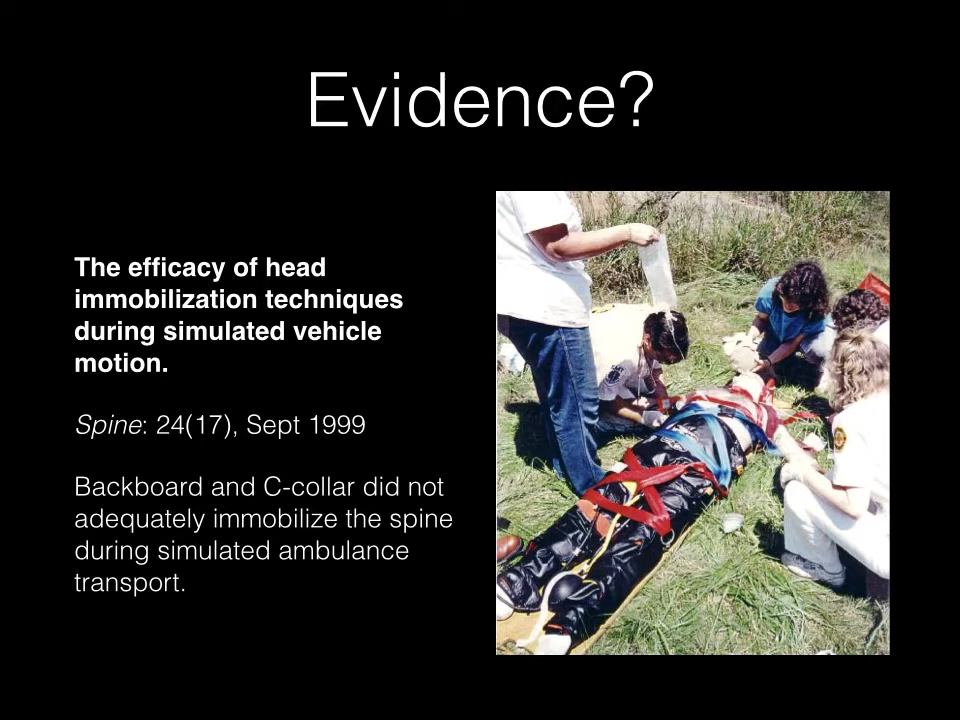 Evidence?
The efficacy of head
immobilization techniques
during simulated vehicle
motion.
Spine: 24(17), Sept 1999
Backboard and C-collar did not
adequately immobilize the spine
during simulated ambulance
transport.